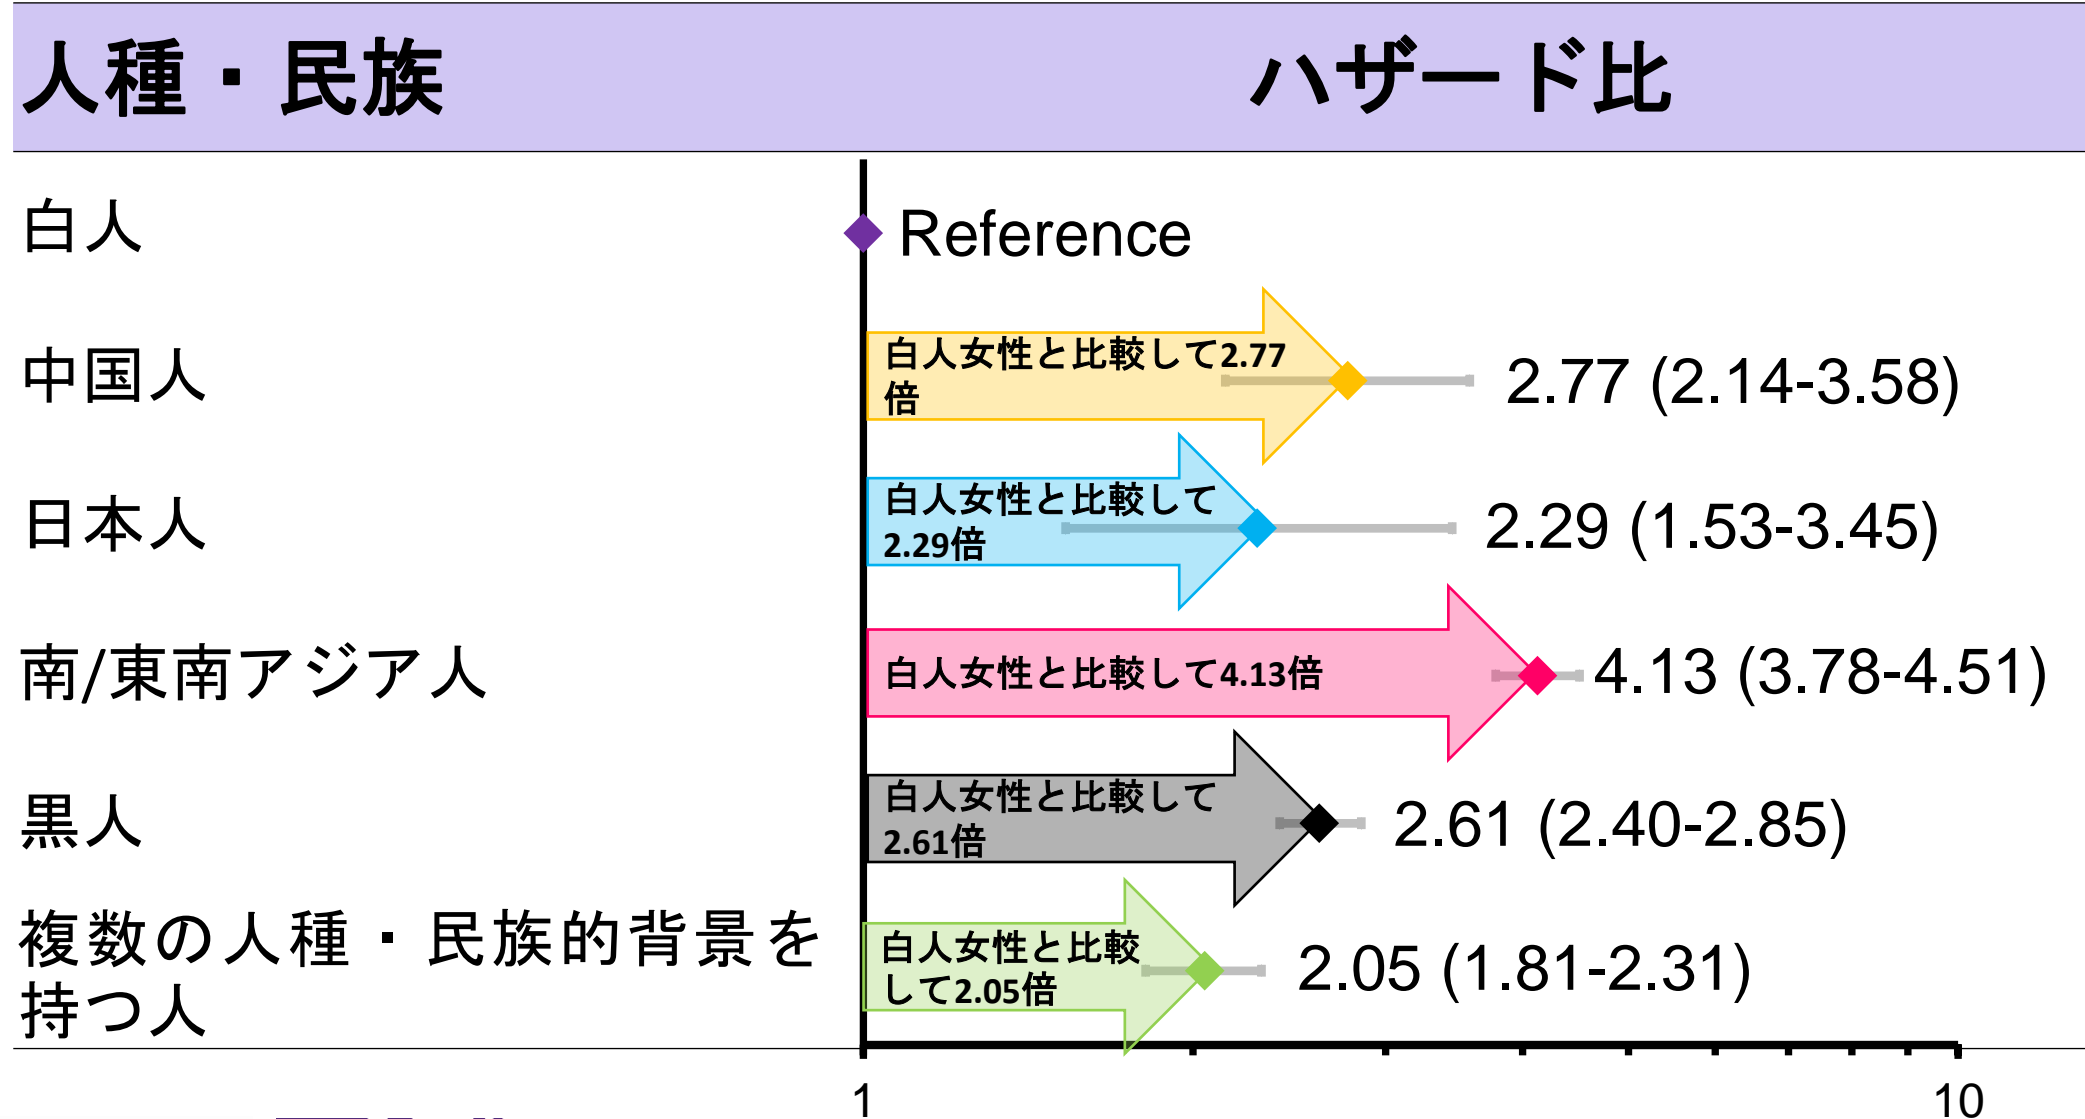 人種・民族 ハザード比
白人 Reference
中国人 白人女性と比較して2.77
倍 2.77 (2.14-3.58)
日本人 白人女性と比較して
2.29倍 2.29 (1.53-3.45)
南/東南アジア人 白人女性と比較して4.13倍 4.13 (3.78-4.51)
黒人 白人女性と比較して
2.61倍 2.61 (2.40-2.85)
複数の人種・民族的背景を
持つ人
白人女性と比較
して2.05倍 2.05 (1.81-2.31)
1 10